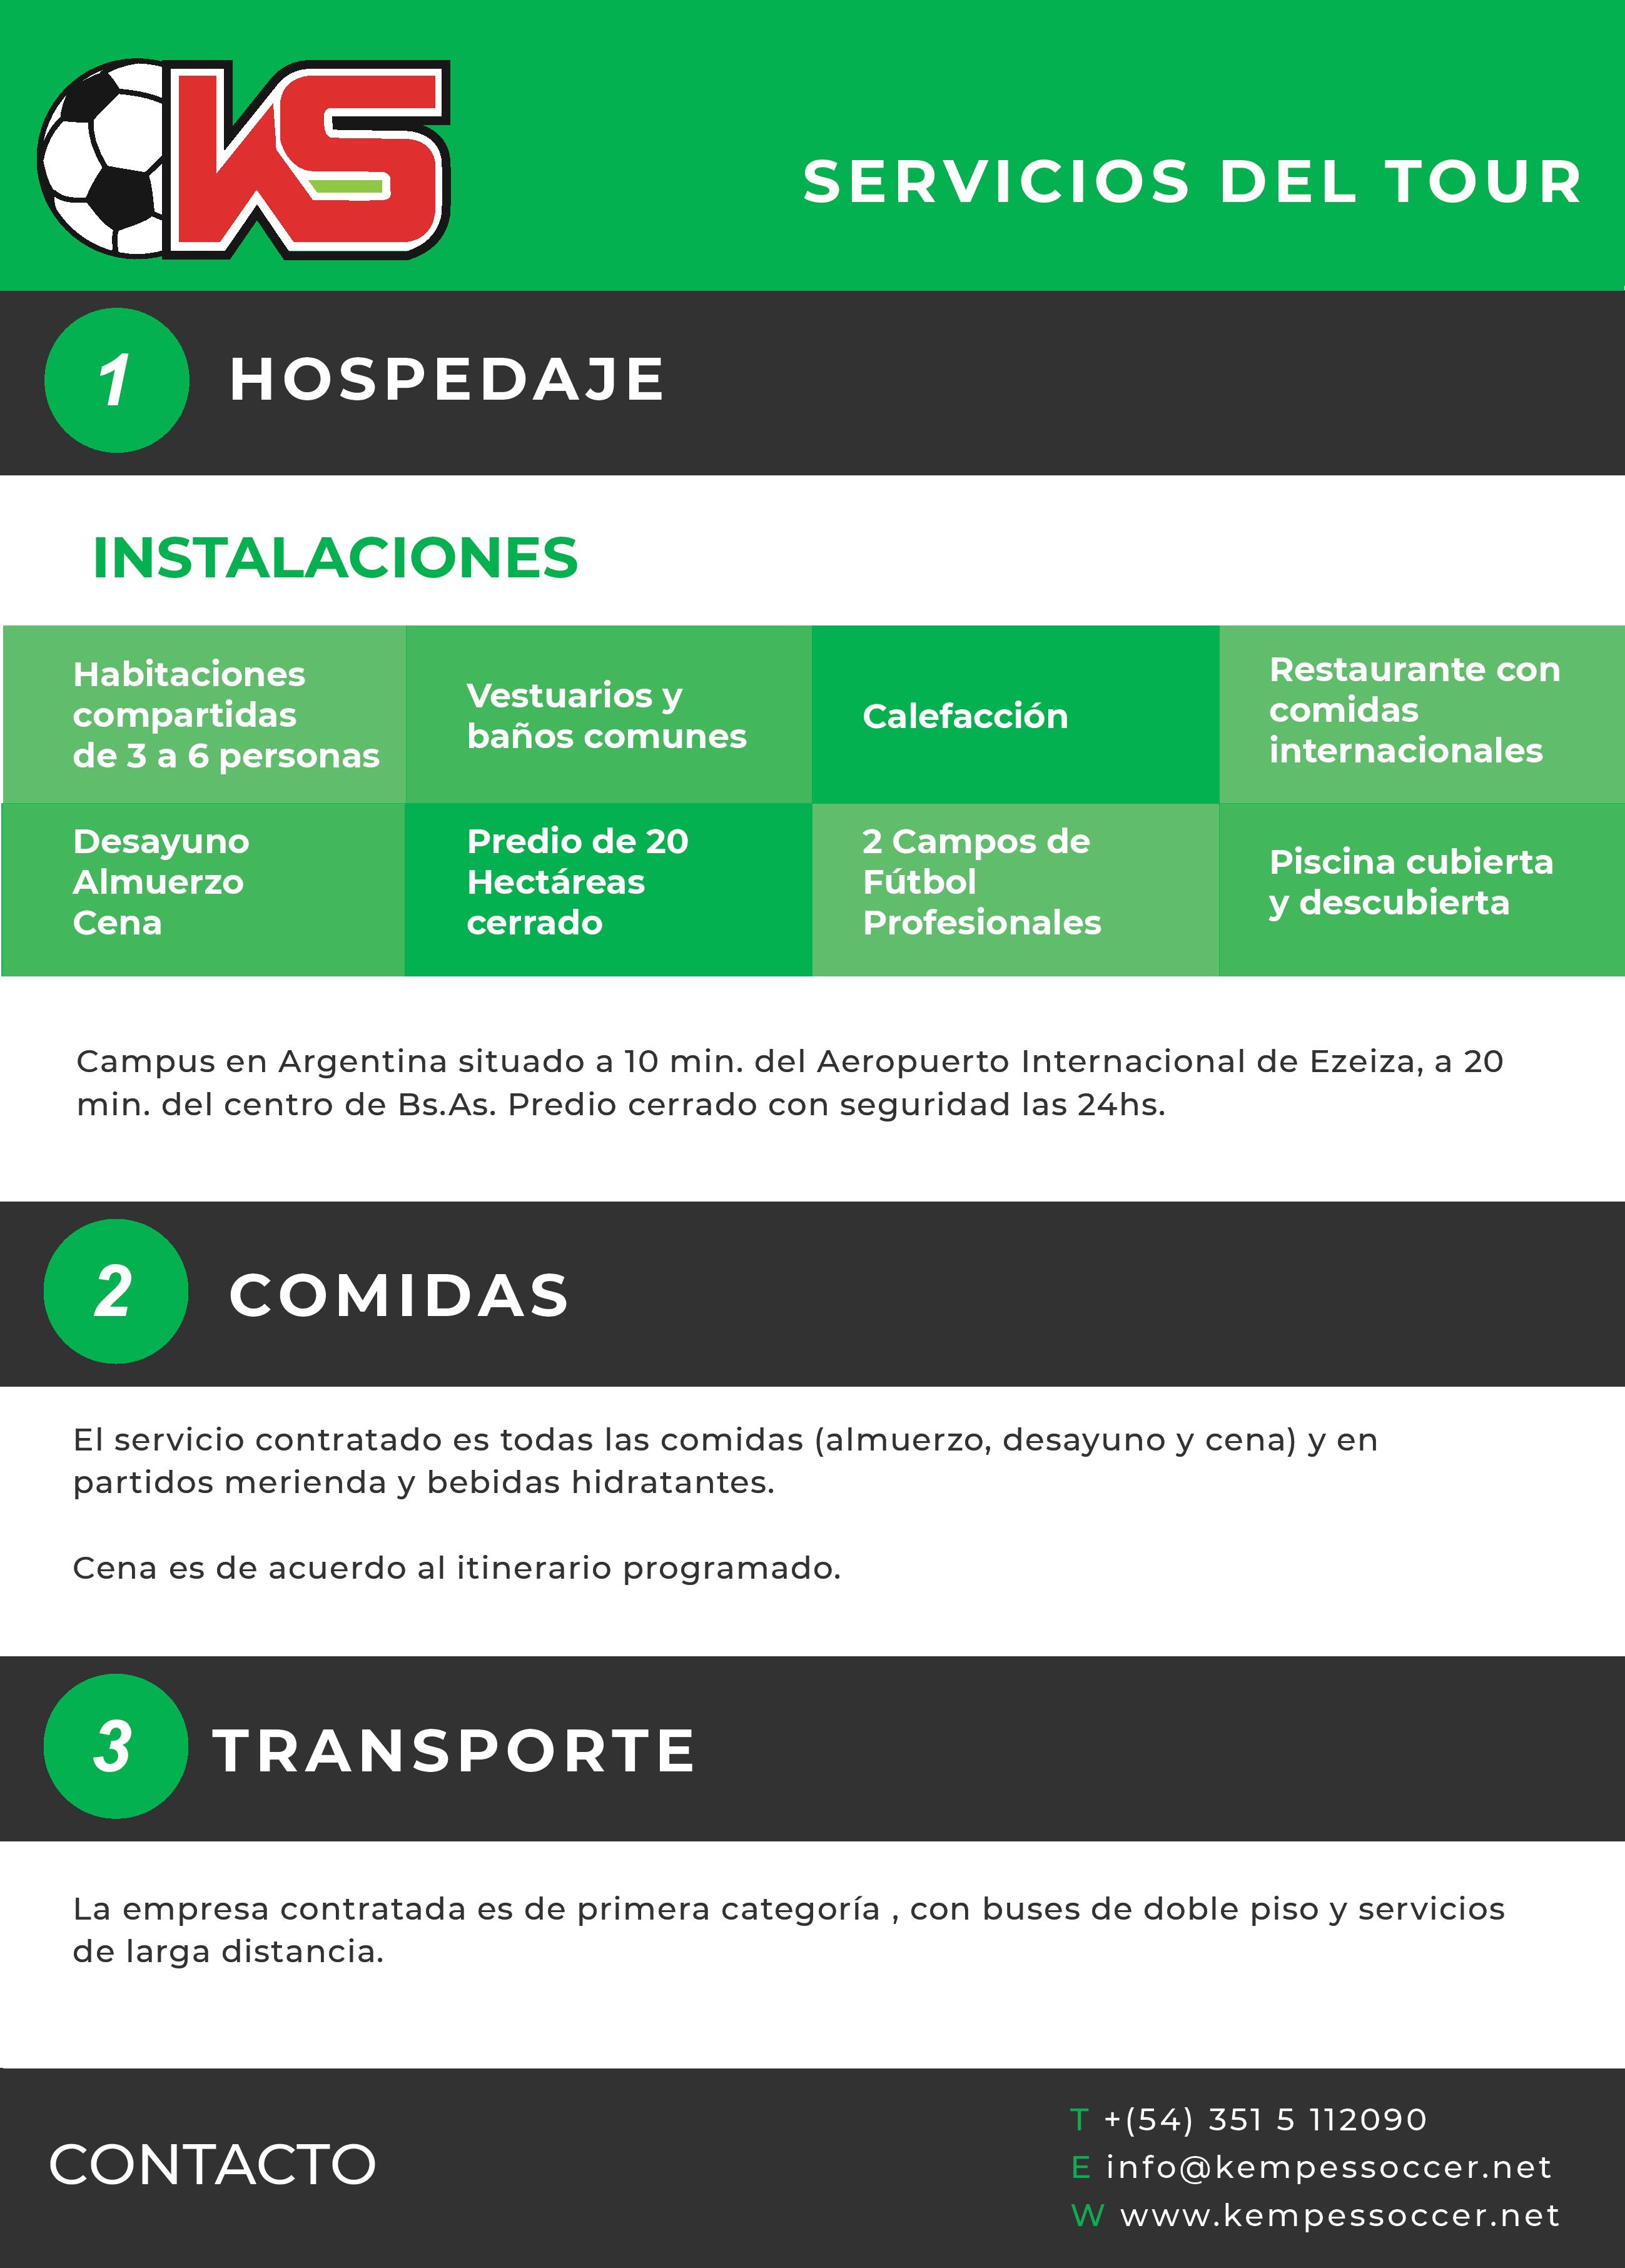 KS
SERVICIOS DEL TOUR
1
HOSPEDAJE
INSTALACIONES
Habitaciones
compartidas
de 3 a 6 personas
Vestuarios y
baños comunes
Calefacción
Restaurante con
comidas
internacionales
Desayuno
Almuerzo
Cena
Predio de 20
Hectáreas
cerrado
2 Campos de
Fútbol
Profesionales
Piscina cubierta
y descubierta
Campus en Argentina situado a 10 min. del Aeropuerto Internacional de Ezeiza, a 20
min. del centro de Bs.As. Predio cerrado con seguridad las 24hs.
2
COMIDAS
El servicio contratado es todas las comidas (almuerzo, desayuno y cena) y en
partidos merienda y bebidas hidratantes.
Cena es de acuerdo al itinerario programado.
3
TRANSPORTE
La empresa contratada es de primera categoría , con buses de doble piso y servicios
de larga distancia.
CONTACTO
T +(54) 351 5 112090
E info@kempessoccer.net
W www.kempessoccer.net